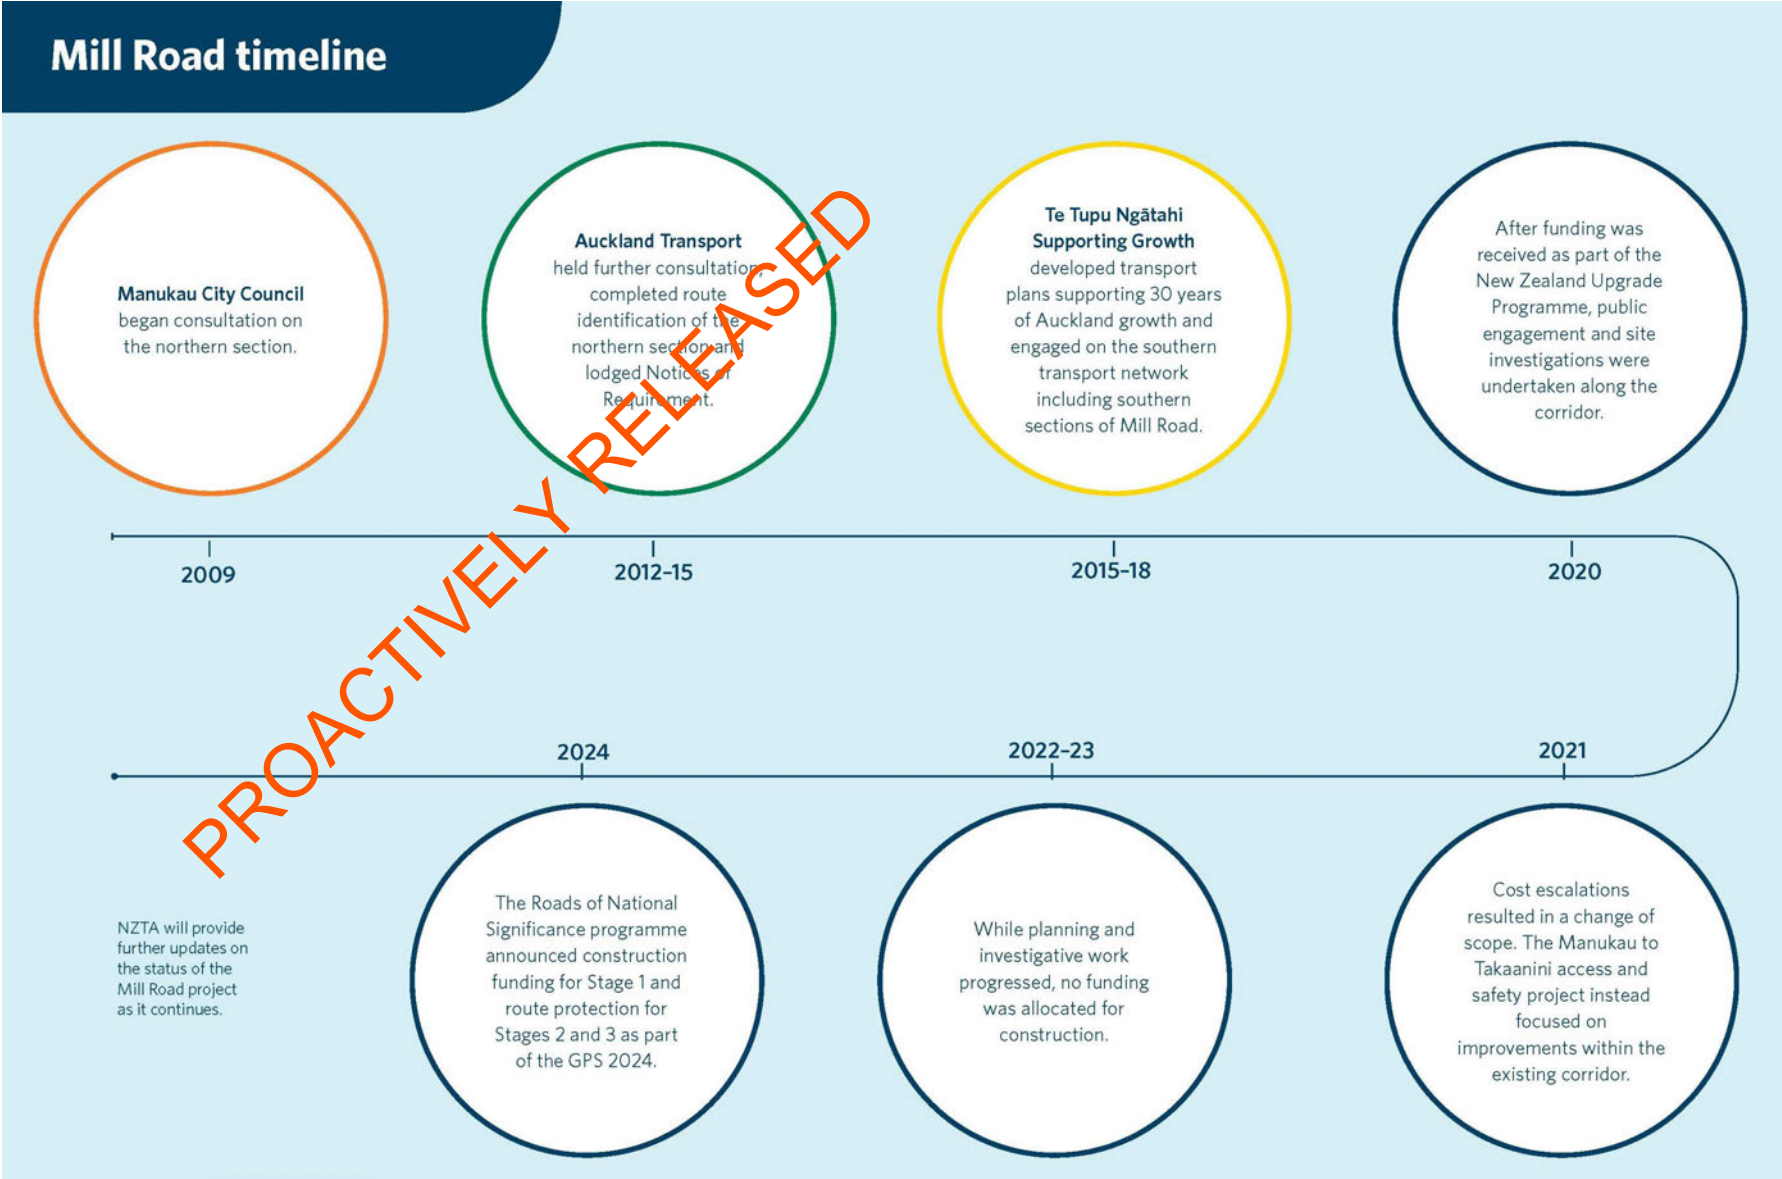 Mill Road timeline
Manukau City Council
began consultation on
the northern section.
Auckland Transport
held further consultation,
completed route
identification of the
northern section and
lodged Notices of
Requirement.
Te Tupu Ngātahi
Supporting Growth
developed transport
plans supporting 30 years
of Auckland growth and
engaged on the southern
transport network
including southern
sections of Mill Road.
After funding was
received as part of the
New Zealand Upgrade
Programme, public
engagement and site
investigations were
undertaken along the
corridor.
2009
2012–15
2015–18
2020
PROACTIVELY RELEASED
2021
Cost escalations
resulted in a change of
scope. The Manukau to
Takaanini access and
safety project instead
focused on
improvements within the
existing corridor.
2022–23
While planning and
investigative work
progressed, no funding
was allocated for
construction.
2024
The Roads of National
Significance programme
announced construction
funding for Stage 1 and
route protection for
Stages 2 and 3 as part
of the GPS 2024.
NZTA will provide
further updates on
the status of the
Mill Road project
as it continues.